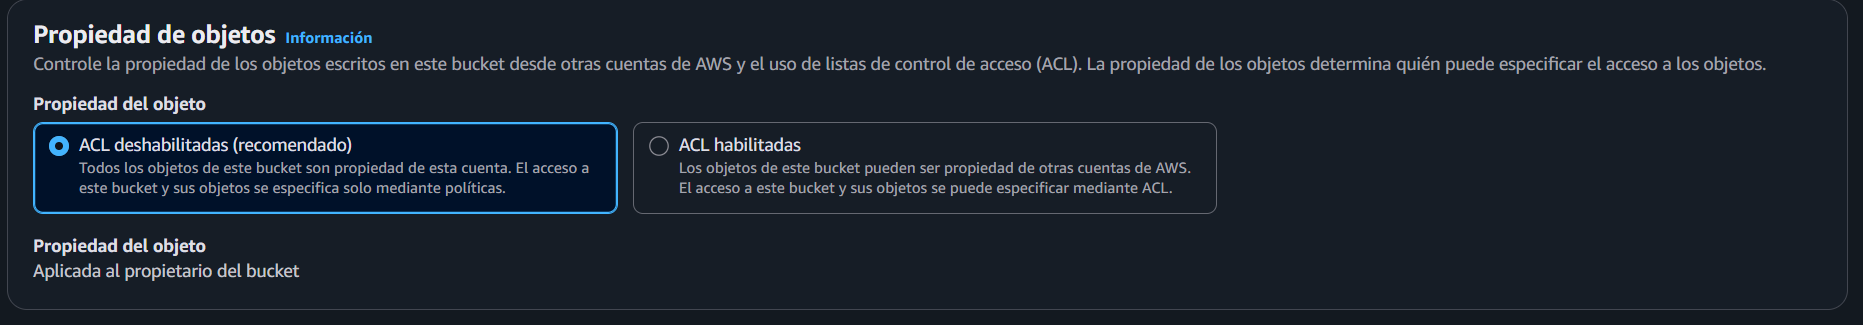 Propiedad de objetos Información
Controle la propiedad de los objetos escritos en este bucket desde otras cuentas de AWS y el uso de listas de control de acceso (ACL). La propiedad de los objetos determina quién puede especificar el acceso a los objetos.
Propiedad del objeto
ACL deshabilitadas (recomendado)
Todos los objetos de este bucket son propiedad de esta cuenta. El acceso a
este bucket y sus objetos se especifica solo mediante políticas.
ACL habilitadas
Los objetos de este bucket pueden ser propiedad de otras cuentas de AWS.
El acceso a este bucket y sus objetos se puede especificar mediante ACL.
Propiedad del objeto
Aplicada al propietario del bucket